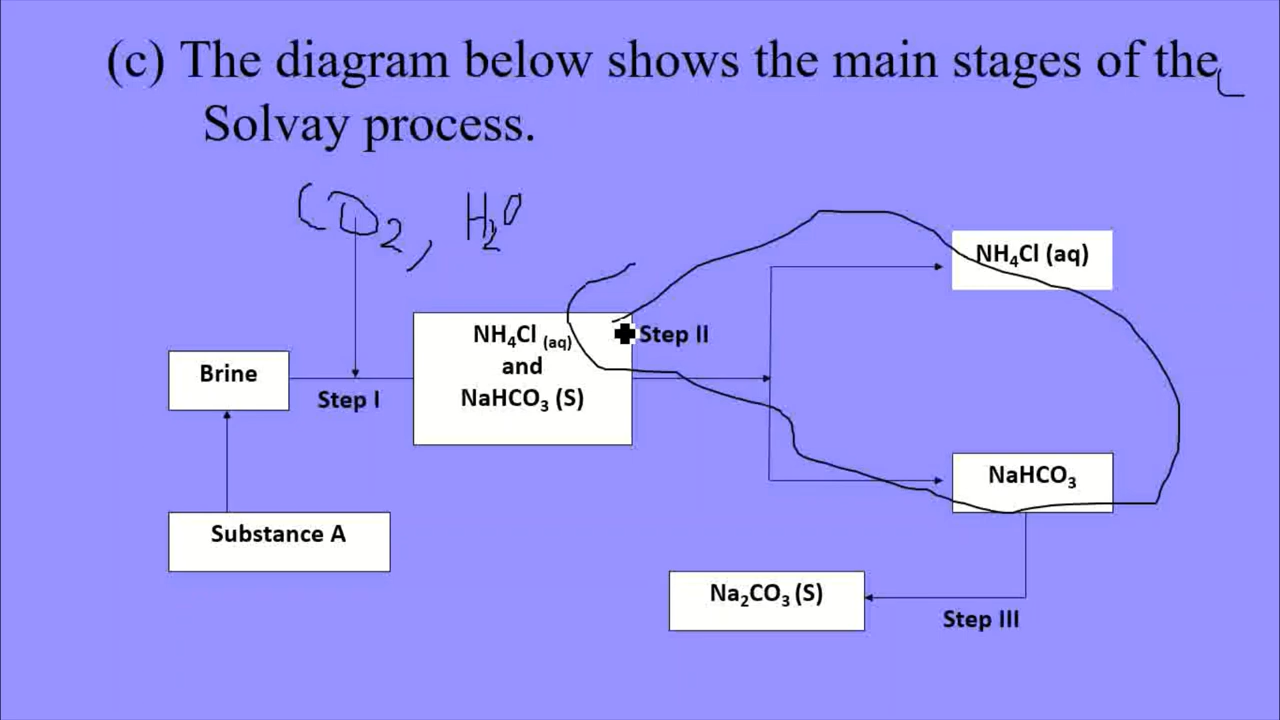 (c) The diagram below shows the main stages of the
Solvay process.
CO₂, H₂O
NH₄Cl (aq)
NH₄Cl (aq)
and
NaHCO₃ (S)
Step II
Brine
Step I
NaHCO₃
Substance A
Na₂CO₃ (S)
Step III